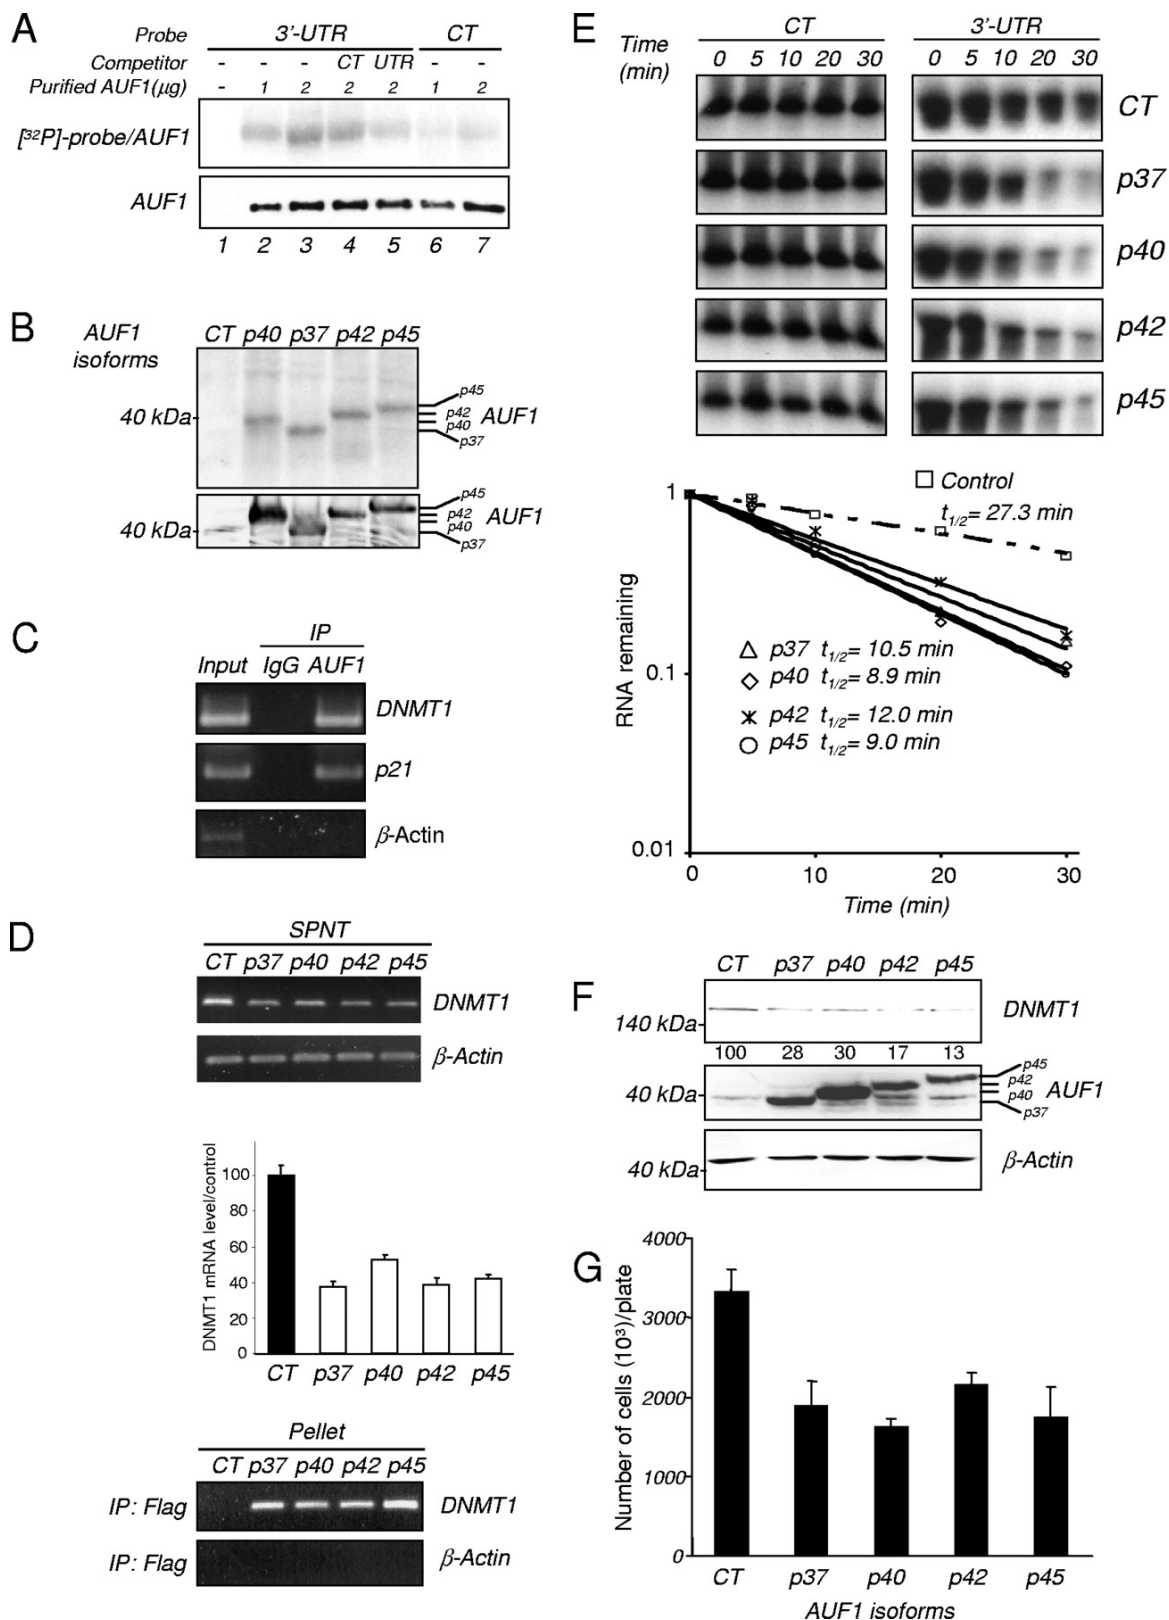 A
Probe 3'-UTR CT
Competitor - - - CT UTR - -
Purified AUF1(μg) - 1 2 2 2 1 2
[³²P]-probe/AUF1
AUF1
1 2 3 4 5 6 7
B
AUF1 isoforms
CT p40 p37 p42 p45
40 kDa
p45
p42
p40
p37
AUF1
40 kDa
p45
p42
p40
p37
AUF1
C
IP
Input IgG AUF1
DNMT1
p21
β-Actin
D
SPNT
CT p37 p40 p42 p45
DNMT1
β-Actin
DNMT1 mRNA level/control
100
80
60
40
20
0
CT p37 p40 p42 p45
Pellet
CT p37 p40 p42 p45
IP: Flag DNMT1
IP: Flag β-Actin
E
Time (min)
CT 3'-UTR
0 5 10 20 30 0 5 10 20 30
CT
p37
p40
p42
p45
Control
t1/2= 27.3 min
RNA remaining
1
0.1
0.01
p37 t1/2= 10.5 min
p40 t1/2= 8.9 min
p42 t1/2= 12.0 min
p45 t1/2= 9.0 min
0 10 20 30
Time (min)
F
CT p37 p40 p42 p45
140 kDa DNMT1
100 28 30 17 13
40 kDa
p45
p42
p40
p37
AUF1
40 kDa β-Actin
G
Number of cells (10³)/plate
4000
3000
2000
1000
0
CT p37 p40 p42 p45
AUF1 isoforms